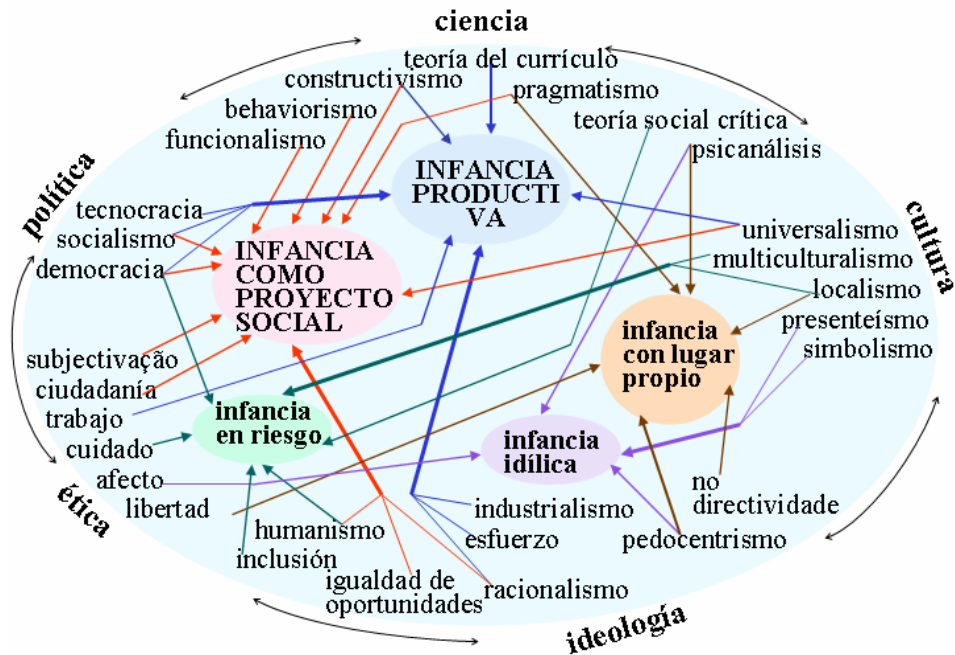 ciencia
teoría del currículo
constructivismo
pragmatismo
behaviorismo
teoría social crítica
funcionalismo
psicanálisis
INFANCIA
PRODUCTI
VA
política
cultura
tecnocracia
socialismo
democracia
universalismo
multiculturalismo
localismo
presenteísmo
simbolismo
INFANCIA
COMO
PROYECTO
SOCIAL
infancia
con lugar
propio
subjectivação
ciudadanía
trabajo
cuidado
afecto
libertad
infancia
en riesgo
infancia
idílica
ética
no
directividade
industrialismo
esfuerzo
pedocentrismo
humanismo
inclusión
igualdad de
oportunidades
racionalismo
ideología